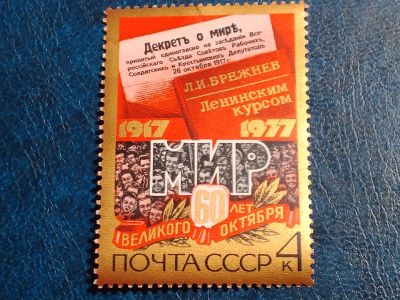 Декретъ о мирѣ,
принятый единогласно на засѣданіи Все-
россійскаго Съѣзда Совѣтовъ Рабочихъ,
Солдатскихъ и Крестьянскихъ Депутатовъ
26 октября 1917 г.
Л.И. БРЕЖНЕВ
Ленинским
курсом
1917 1977
МИР
60 ЛЕТ
ВЕЛИКОГО ОКТЯБРЯ
ПОЧТА СССР 4 К